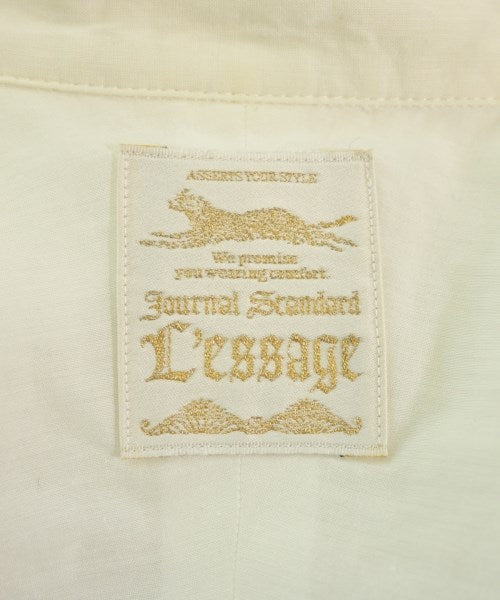 ASSERTS YOUR STYLE
We promise
you wearing comfort.
Journal Standard
L'essage